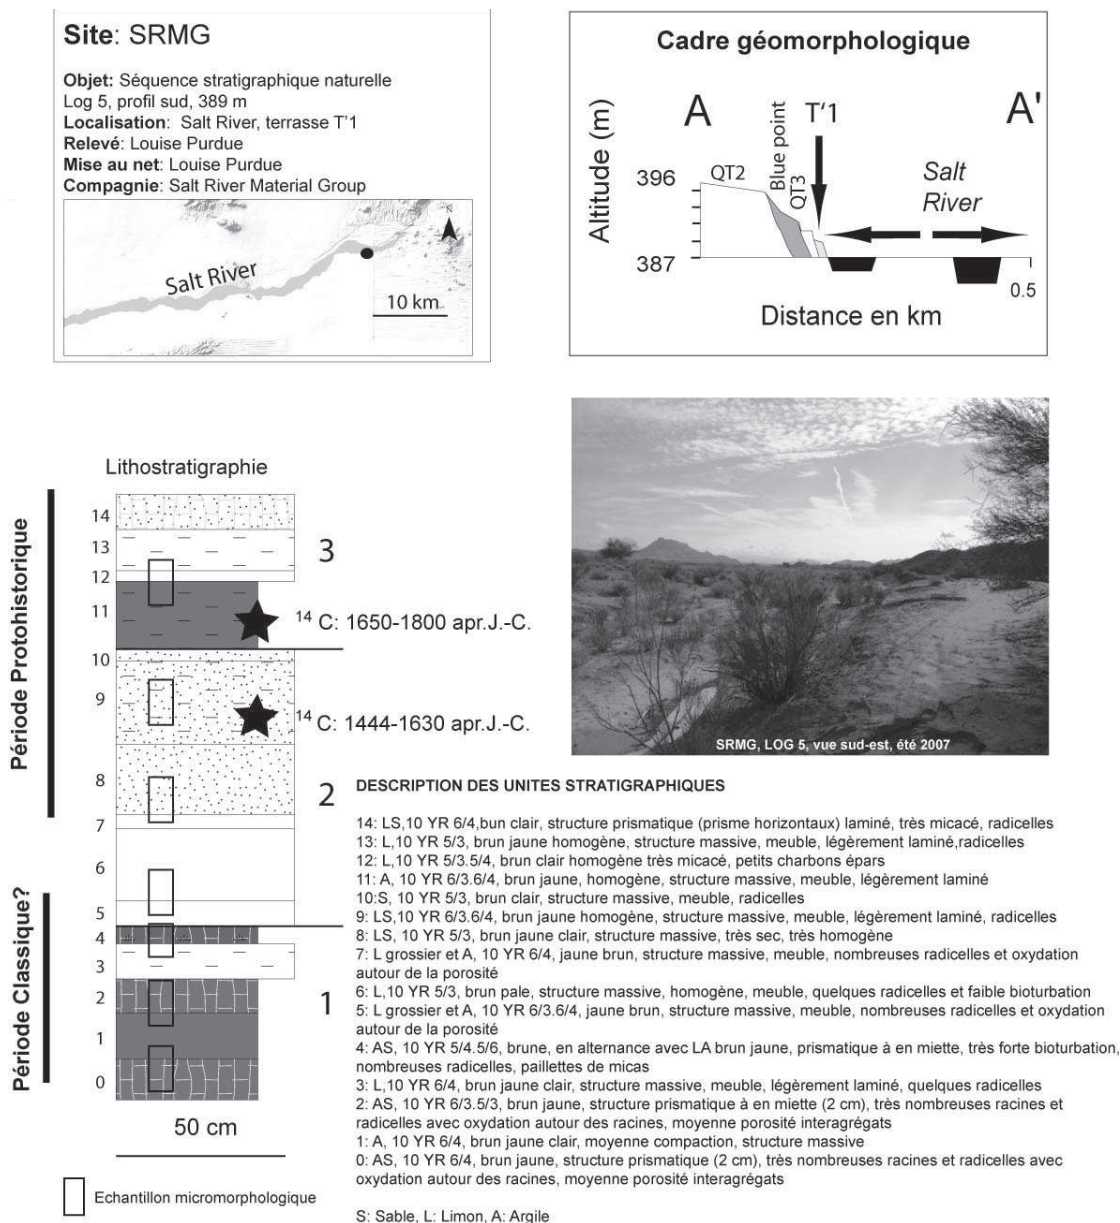 Site: SRMG
Objet: Séquence stratigraphique naturelle
Log 5, profil sud, 389 m
Localisation: Salt River, terrasse T'1
Relevé: Louise Purdue
Mise au net: Louise Purdue
Compagnie: Salt River Material Group
N
Salt River
10 km
Cadre géomorphologique
Altitude (m)
A
A'
396
387
QT2
Blue point
QT3
T'1
Salt
River
0.5
Distance en km
Lithostratigraphie
Période Protohistorique
Période Classique?
14
13
12
11
10
9
8
7
6
5
4
3
2
1
0
3
2
1
14 C: 1650-1800 apr.J.-C.
14 C: 1444-1630 apr.J.-C.
50 cm
Echantillon micromorphologique
SRMG, LOG 5, vue sud-est, été 2007
DESCRIPTION DES UNITES STRATIGRAPHIQUES
14: LS,10 YR 6/4,bun clair, structure prismatique (prisme horizontaux) laminé, très micacé, radicelles
13: L,10 YR 5/3, brun jaune homogène, structure massive, meuble, légèrement laminé,radicelles
12: L,10 YR 5/3.5/4, brun clair homogène très micacé, petits charbons épars
11: A, 10 YR 6/3.6/4, brun jaune, homogène, structure massive, meuble, légèrement laminé
10:S, 10 YR 5/3, brun clair, structure massive, meuble, radicelles
9: LS,10 YR 6/3.6/4, brun jaune homogène, structure massive, meuble, légèrement laminé, radicelles
8: LS, 10 YR 5/3, brun jaune clair, structure massive, très sec, très homogène
7: L grossier et A, 10 YR 6/4, jaune brun, structure massive, meuble, nombreuses radicelles et oxydation
autour de la porosité
6: L,10 YR 5/3, brun pale, structure massive, homogène, meuble, quelques radicelles et faible bioturbation
5: L grossier et A, 10 YR 6/3.6/4, jaune brun, structure massive, meuble, nombreuses radicelles et oxydation
autour de la porosité
4: AS, 10 YR 5/4.5/6, brune, en alternance avec LA brun jaune, prismatique à en miette, très forte bioturbation,
nombreuses radicelles, paillettes de micas
3: L,10 YR 6/4, brun jaune clair, structure massive, meuble, légèrement laminé, quelques radicelles
2: AS, 10 YR 6/3.5/3, brun jaune, structure prismatique à en miette (2 cm), très nombreuses racines et
radicelles avec oxydation autour des racines, moyenne porosité interagrégats
1: A, 10 YR 6/4, brun jaune clair, moyenne compaction, structure massive
0: AS, 10 YR 6/4, brun jaune, structure prismatique (2 cm), très nombreuses racines et radicelles avec
oxydation autour des racines, moyenne porosité interagrégats
S: Sable, L: Limon, A: Argile